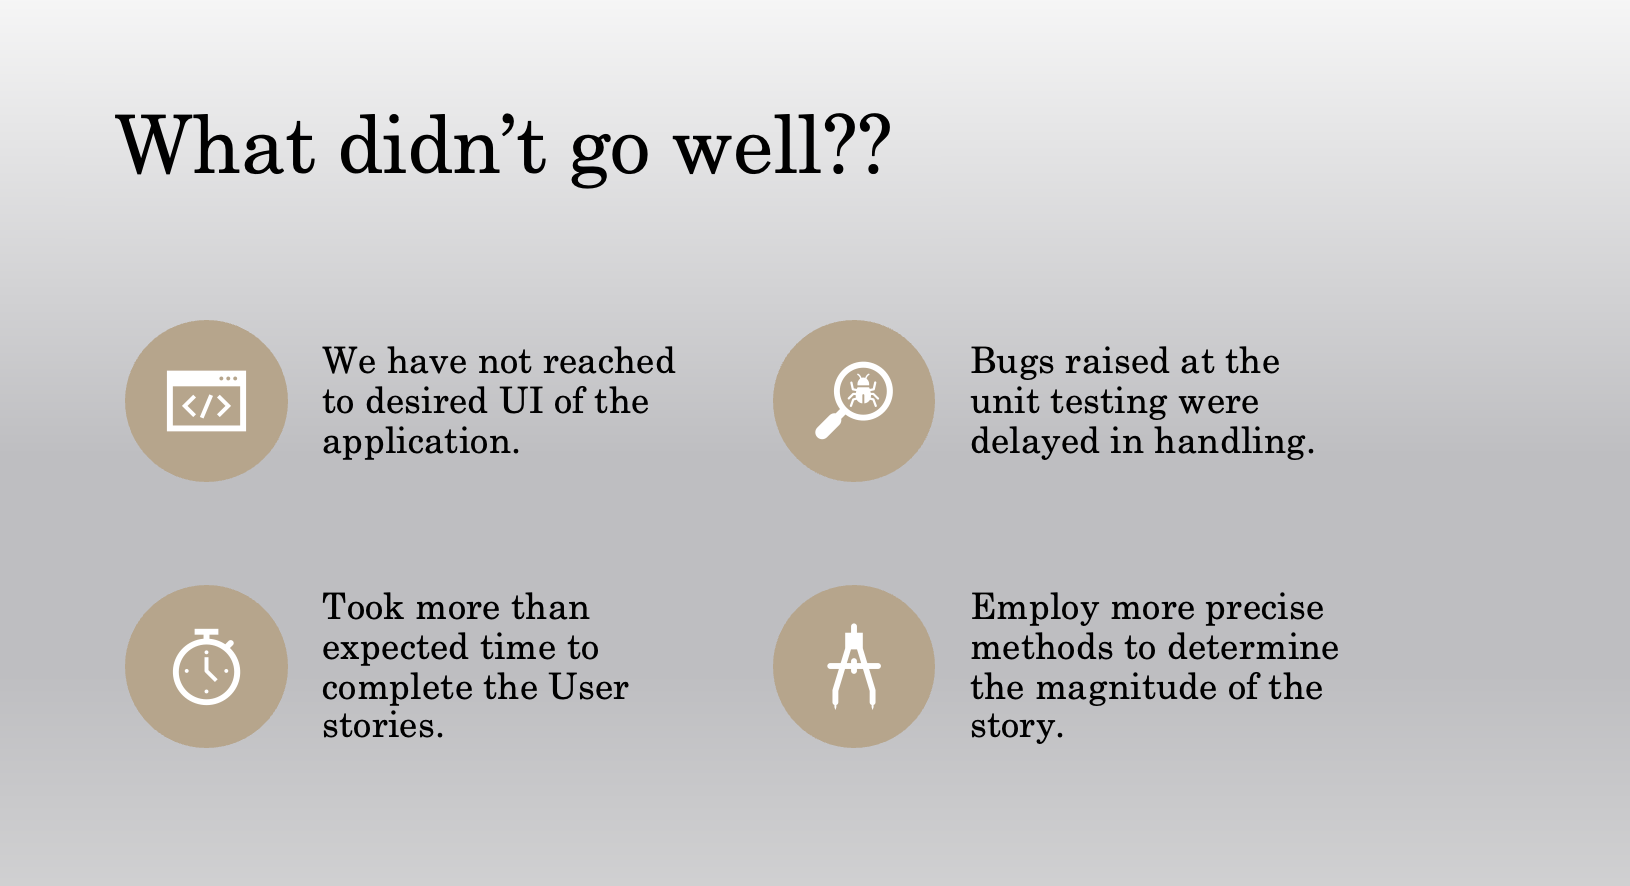 What didn’t go well??
We have not reached
to desired UI of the
application.
Bugs raised at the
unit testing were
delayed in handling.
Took more than
expected time to
complete the User
stories.
Employ more precise
methods to determine
the magnitude of the
story.